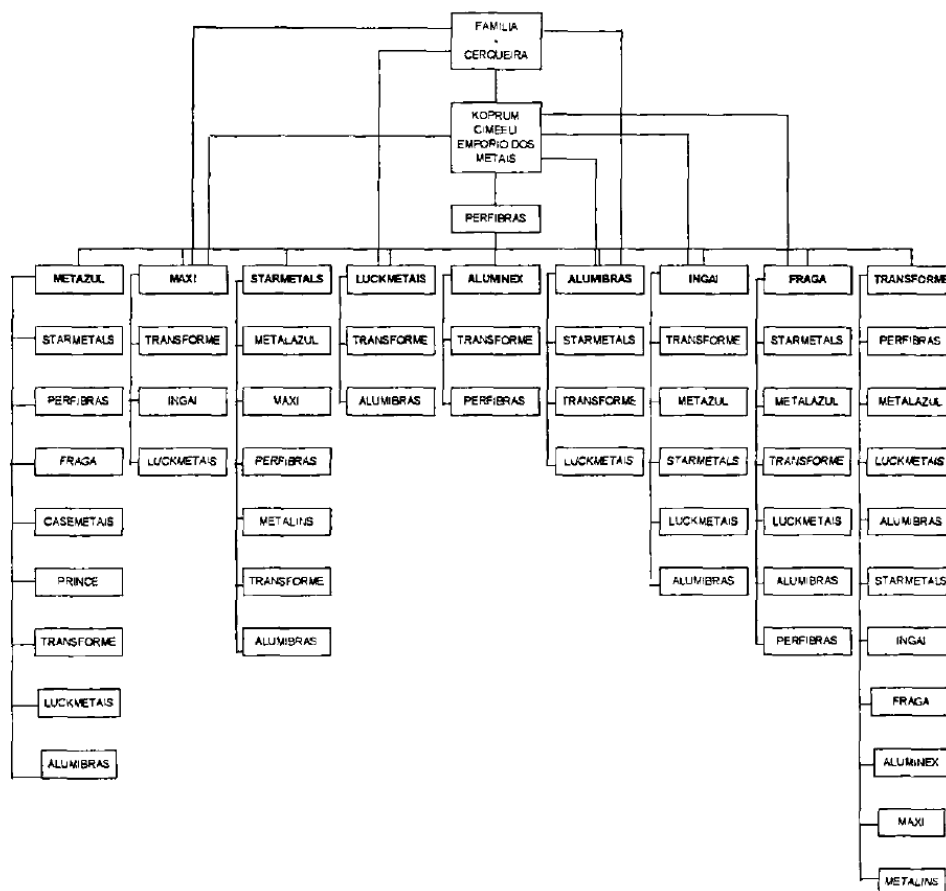 FAMILIA
-
CERQUEIRA
KOPRUM
CIMEELI
EMPORIO DOS
METAIS
PERFIBRAS
METAZUL
MAXI
STARMETALS
LUCKMETAIS
ALUMINEX
ALUMIBRAS
INGAI
FRAGA
TRANSFORME
STARMETALS
TRANSFORME
METALAZUL
TRANSFORME
TRANSFORME
STARMETALS
TRANSFORME
STARMETALS
PERFIBRAS
PERFIBRAS
INGAI
MAXI
ALUMIBRAS
PERFIBRAS
TRANSFORME
METAZUL
METALAZUL
METALAZUL
FRAGA
LUCKMETAIS
PERFIBRAS
LUCKMETAIS
STARMETALS
TRANSFORME
LUCKMETAIS
CASEMETAIS
METALINS
LUCKMETAIS
LUCKMETAIS
ALUMIBRAS
PRINCE
TRANSFORME
ALUMIBRAS
ALUMIBRAS
STARMETALS
TRANSFORME
ALUMIBRAS
PERFIBRAS
INGAI
LUCKMETAIS
FRAGA
ALUMIBRAS
ALUMINEX
MAXI
METALINS